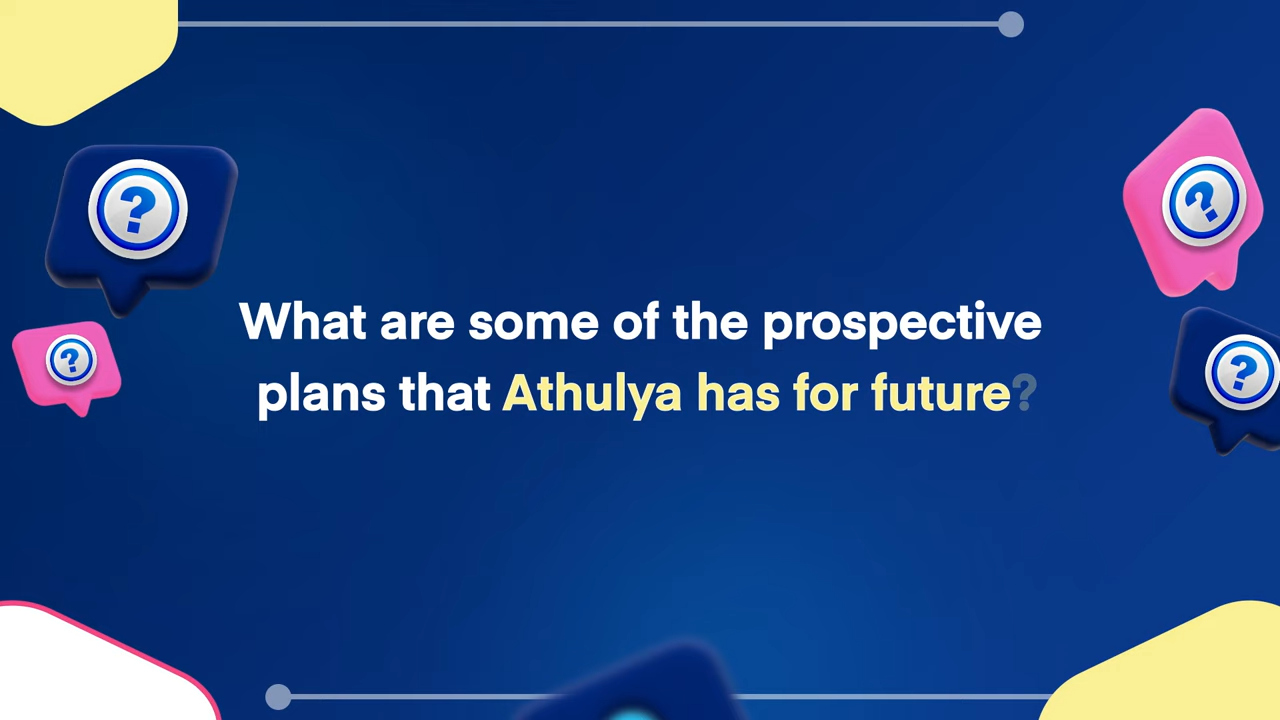 What are some of the prospective
plans that Athulya has for future?
?
?
?
?